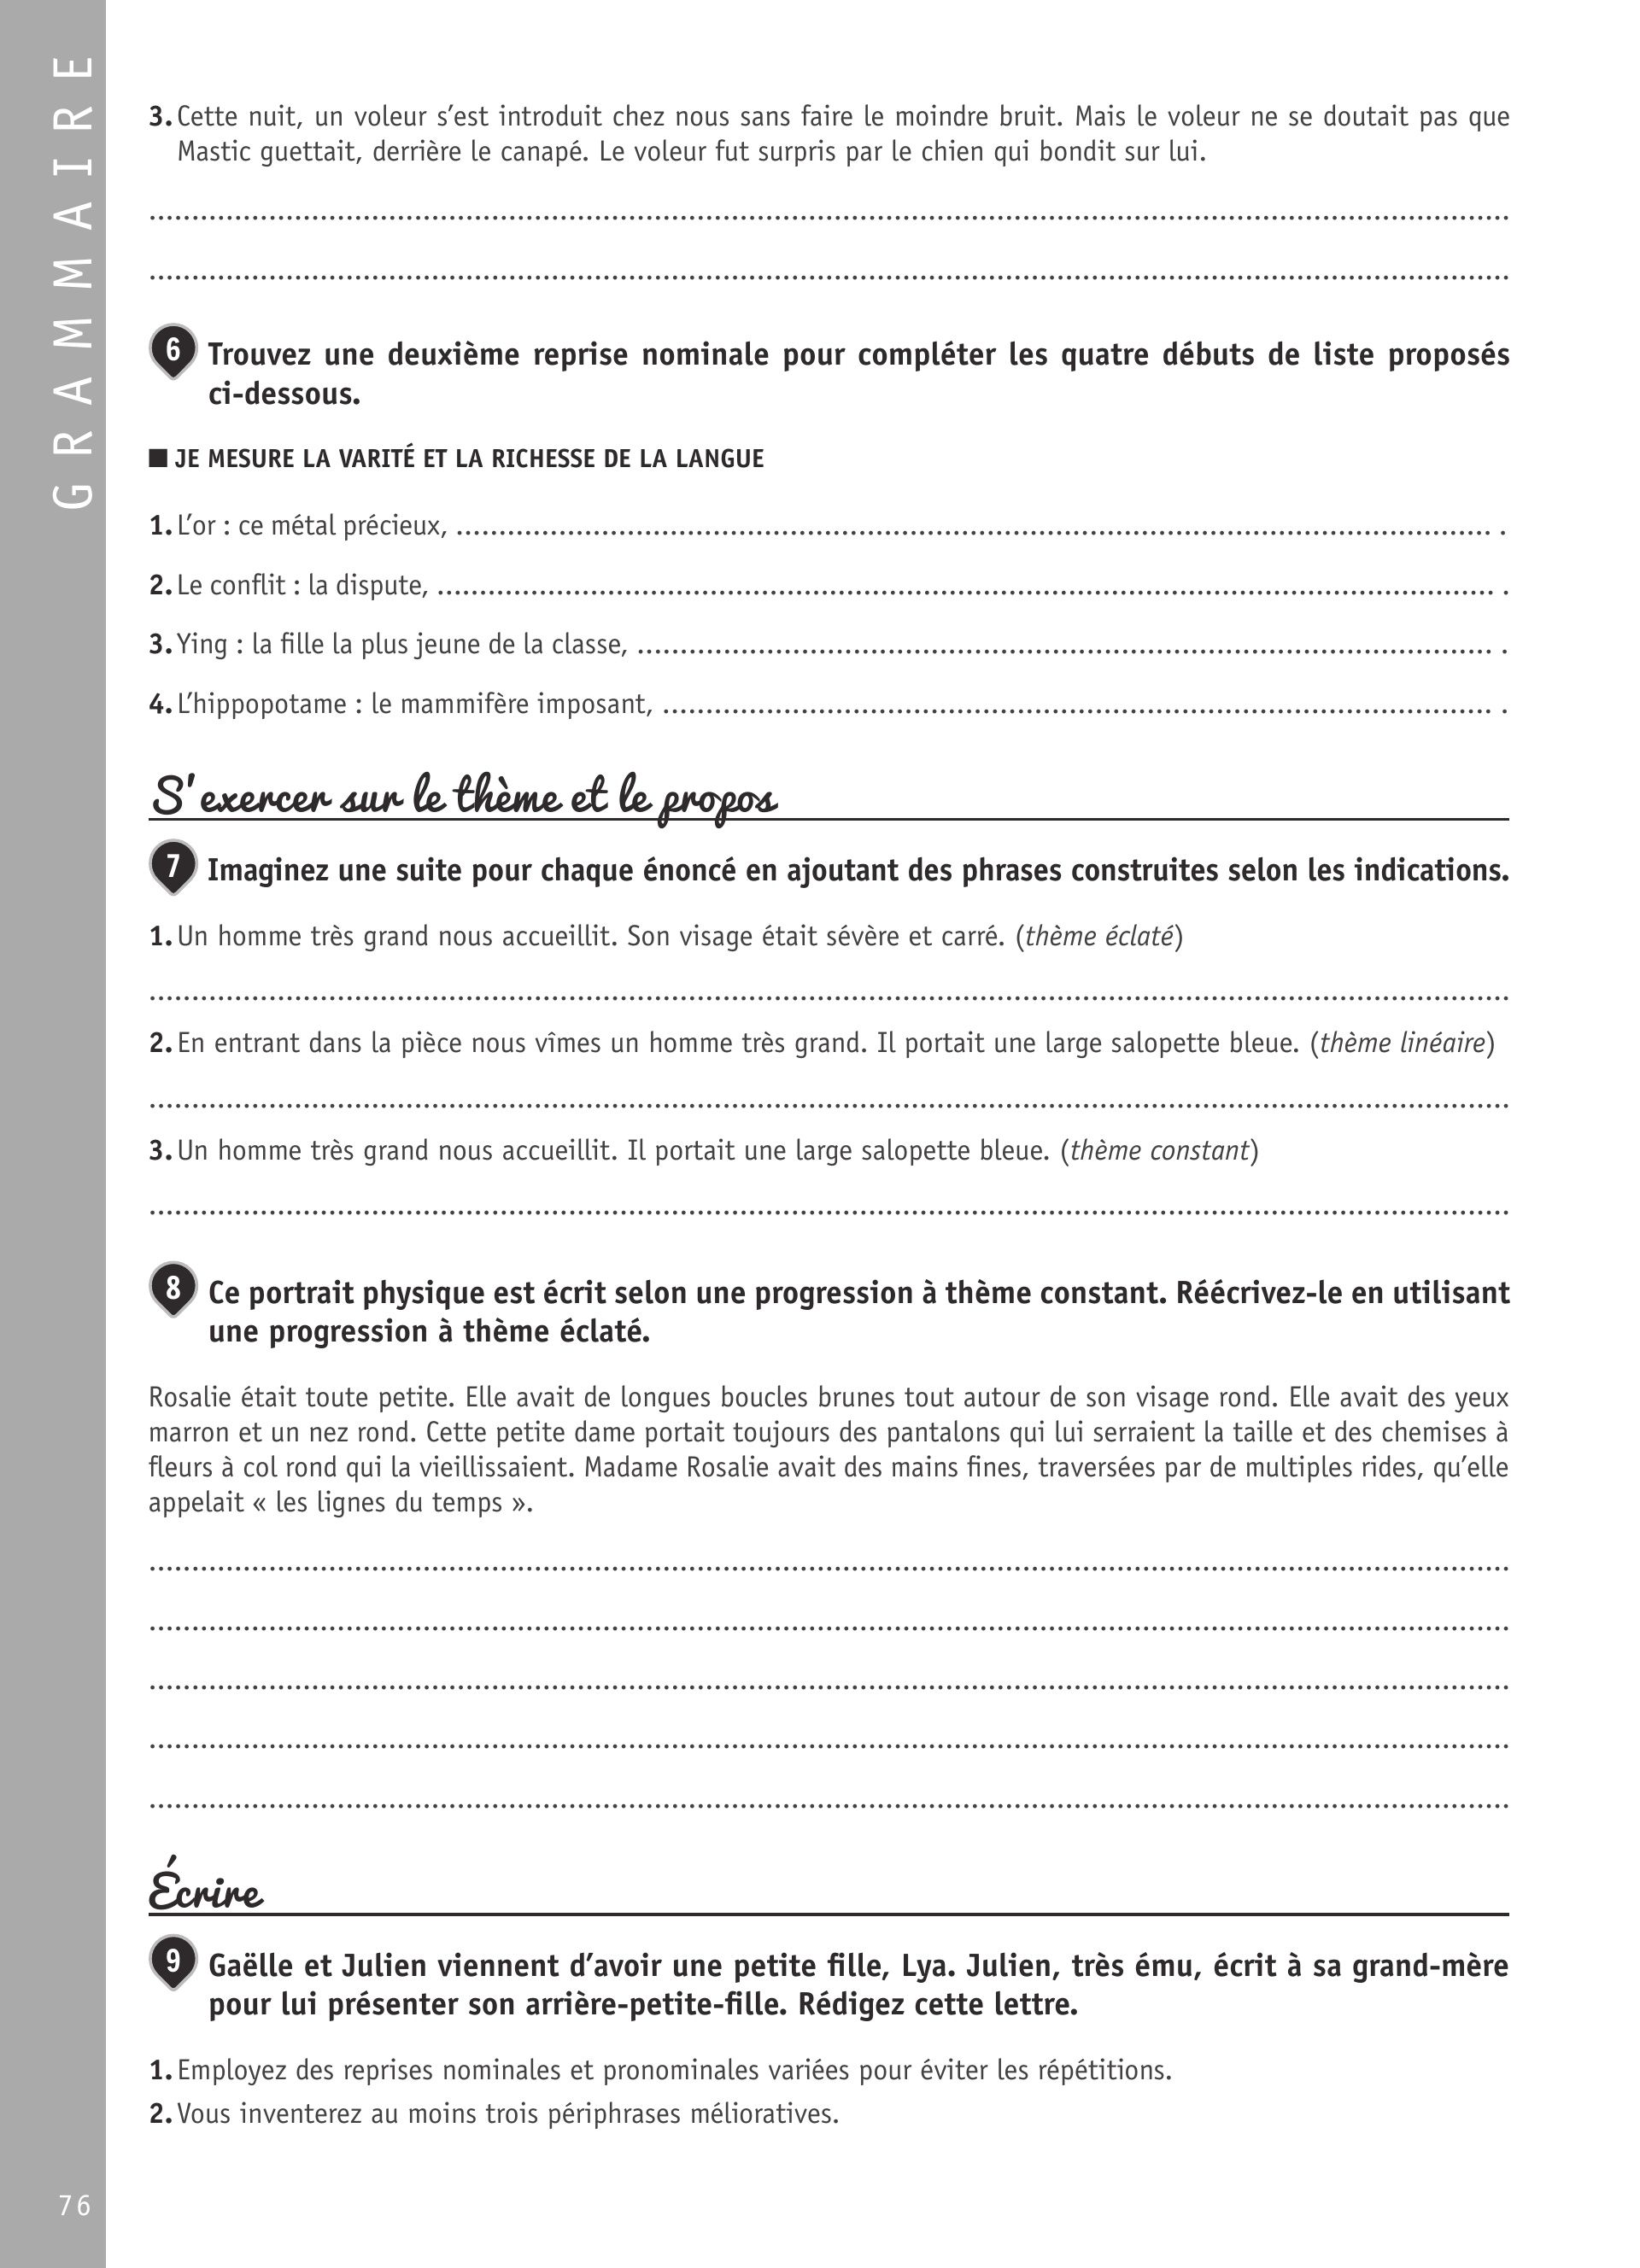 GRAMMAIRE
3. Cette nuit, un voleur s’est introduit chez nous sans faire le moindre bruit. Mais le voleur ne se doutait pas que
Mastic guettait, derrière le canapé. Le voleur fut surpris par le chien qui bondit sur lui.
6 Trouvez une deuxième reprise nominale pour compléter les quatre débuts de liste proposés
ci-dessous.
■ JE MESURE LA VARITÉ ET LA RICHESSE DE LA LANGUE
1. L’or : ce métal précieux, .................... .
2. Le conflit : la dispute, .................... .
3. Ying : la fille la plus jeune de la classe, .................... .
4. L’hippopotame : le mammifère imposant, .................... .
S’exercer sur le thème et le propos
7 Imaginez une suite pour chaque énoncé en ajoutant des phrases construites selon les indications.
1. Un homme très grand nous accueillit. Son visage était sévère et carré. (thème éclaté)
2. En entrant dans la pièce nous vîmes un homme très grand. Il portait une large salopette bleue. (thème linéaire)
3. Un homme très grand nous accueillit. Il portait une large salopette bleue. (thème constant)
8 Ce portrait physique est écrit selon une progression à thème constant. Réécrivez-le en utilisant
une progression à thème éclaté.
Rosalie était toute petite. Elle avait de longues boucles brunes tout autour de son visage rond. Elle avait des yeux
marron et un nez rond. Cette petite dame portait toujours des pantalons qui lui serraient la taille et des chemises à
fleurs à col rond qui la vieillissaient. Madame Rosalie avait des mains fines, traversées par de multiples rides, qu’elle
appelait « les lignes du temps ».
Écrire
9 Gaëlle et Julien viennent d’avoir une petite fille, Lya. Julien, très ému, écrit à sa grand-mère
pour lui présenter son arrière-petite-fille. Rédigez cette lettre.
1. Employez des reprises nominales et pronominales variées pour éviter les répétitions.
2. Vous inventerez au moins trois périphrases mélioratives.
76